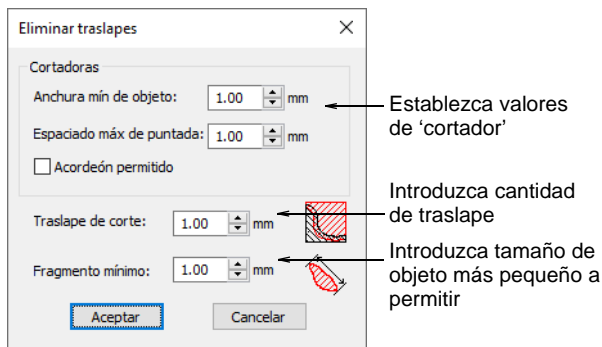 Eliminar traslapes
Cortadoras
Anchura mín de objeto: 1.00 mm
Espaciado máx de puntada: 1.00 mm
Acordeón permitido
Traslape de corte: 1.00 mm
Fragmento mínimo: 1.00 mm
Aceptar Cancelar
Establezca valores
de ‘cortador’
Introduzca cantidad
de traslape
Introduzca tamaño de
objeto más pequeño a
permitir